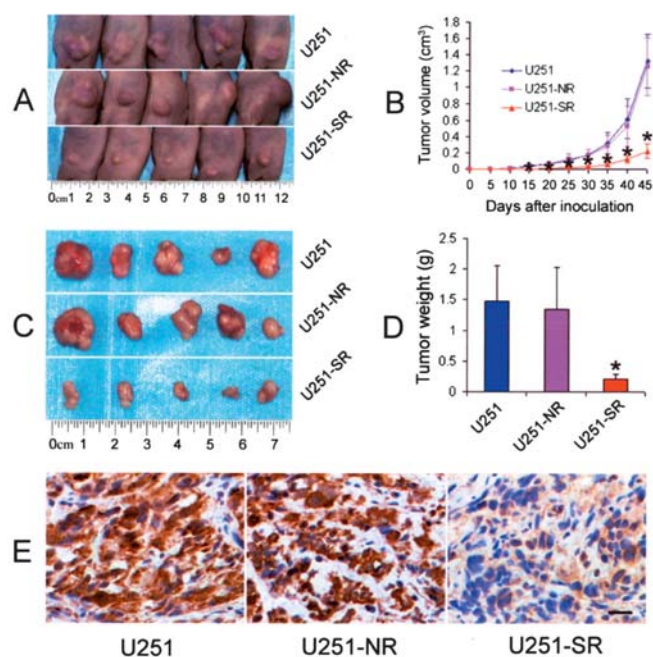 A
U251
U251-NR
U251-SR
0cm 1 2 3 4 5 6 7 8 9 10 11 12
B
Tumor volume (cm³)
1.8
1.6
1.4
1.2
1
0.8
0.6
0.4
0.2
0
U251
U251-NR
U251-SR
* * * * * * *
0 5 10 15 20 25 30 35 40 45
Days after inoculation
C
U251
U251-NR
U251-SR
0cm 1 2 3 4 5 6 7
D
Tumor weight (g)
2.5
2
1.5
1
0.5
0
*
U251
U251-NR
U251-SR
E
U251
U251-NR
U251-SR